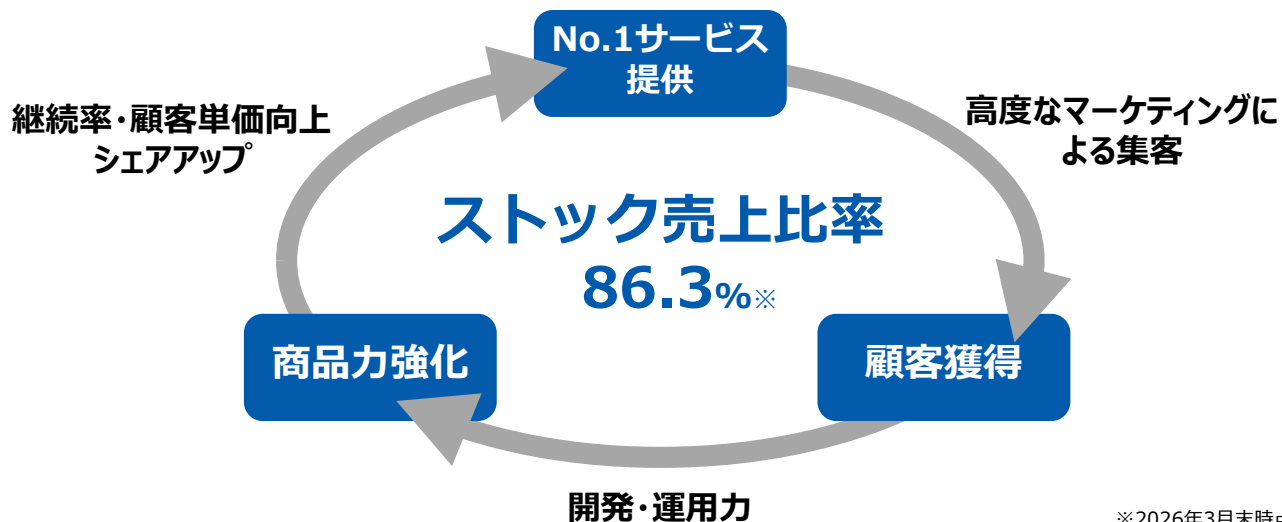 No.1サービス
提供
継続率・顧客単価向上
シェアアップ
高度なマーケティングに
よる集客
ストック売上比率
86.3%※
商品力強化
顧客獲得
開発・運用力
※2026年3月末時